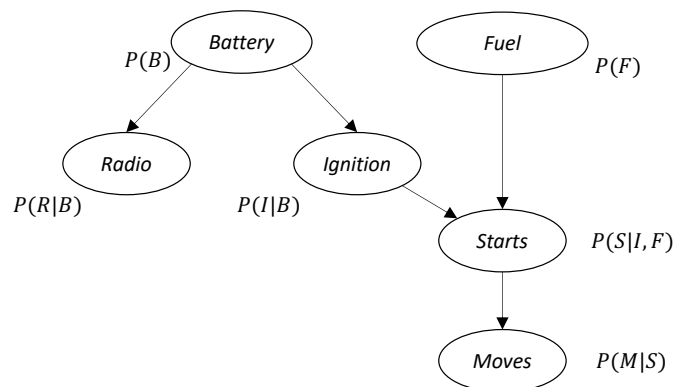 Battery
Fuel
P(B)
P(F)
Radio
Ignition
P(R|B)
P(I|B)
Starts
P(S|I, F)
Moves
P(M|S)